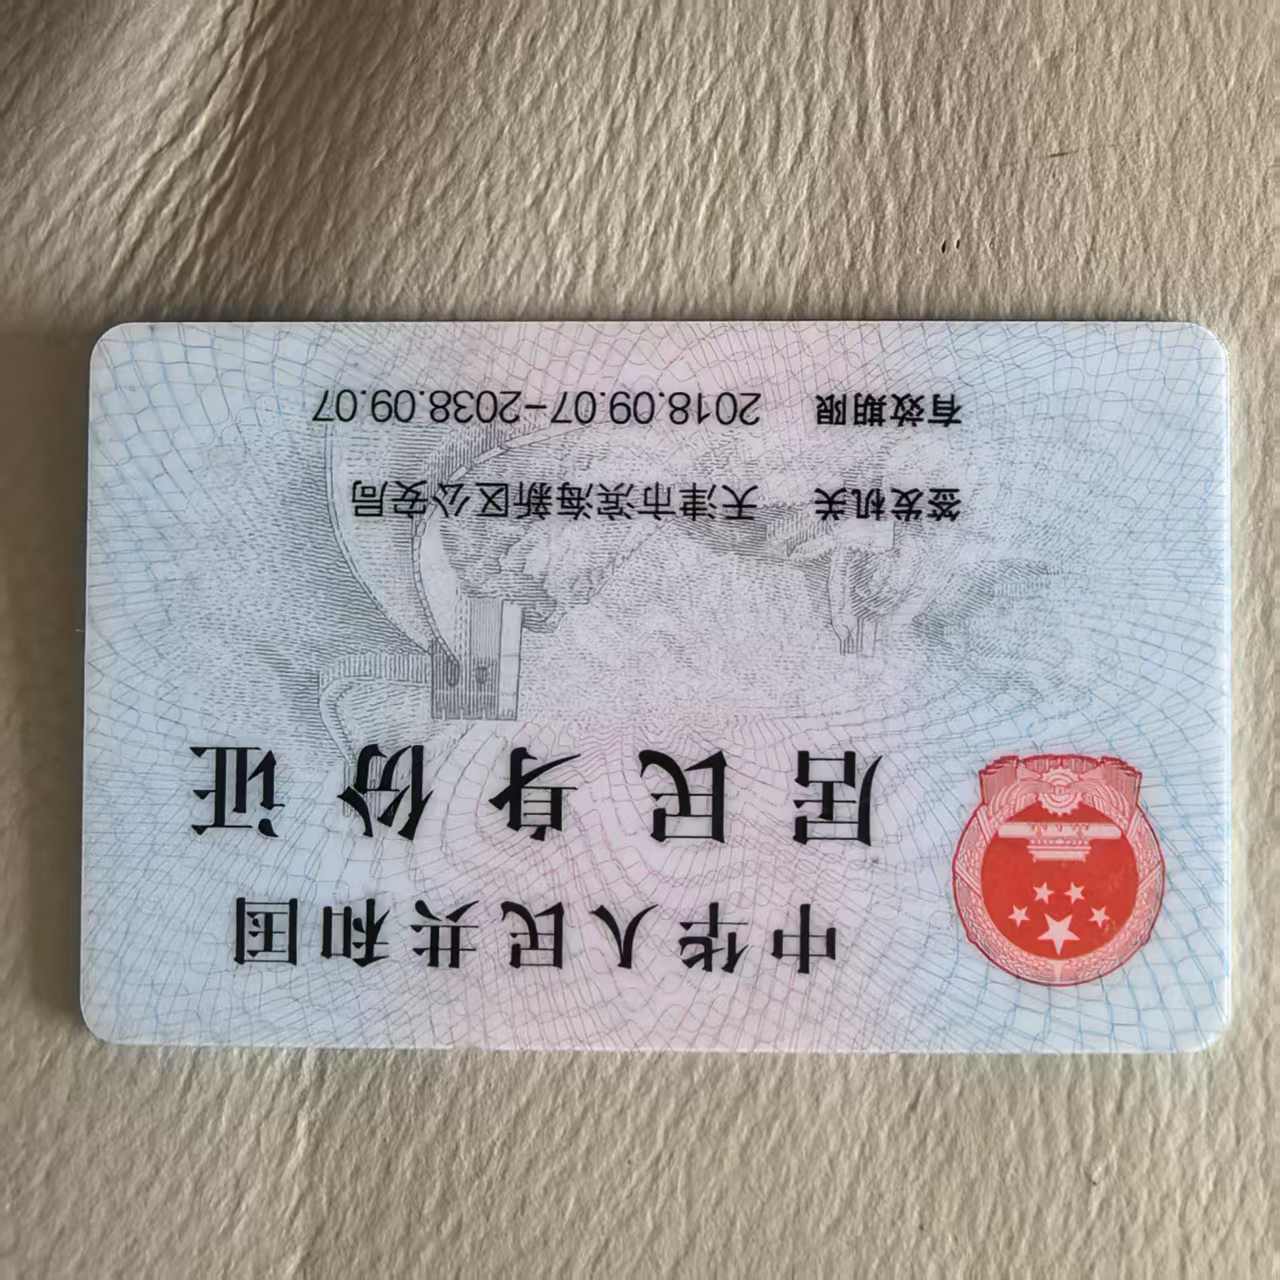 中华人民共和国
居民身份证
签发机关 天津市滨海新区公安局
有效期限 2018.09.07-2038.09.07